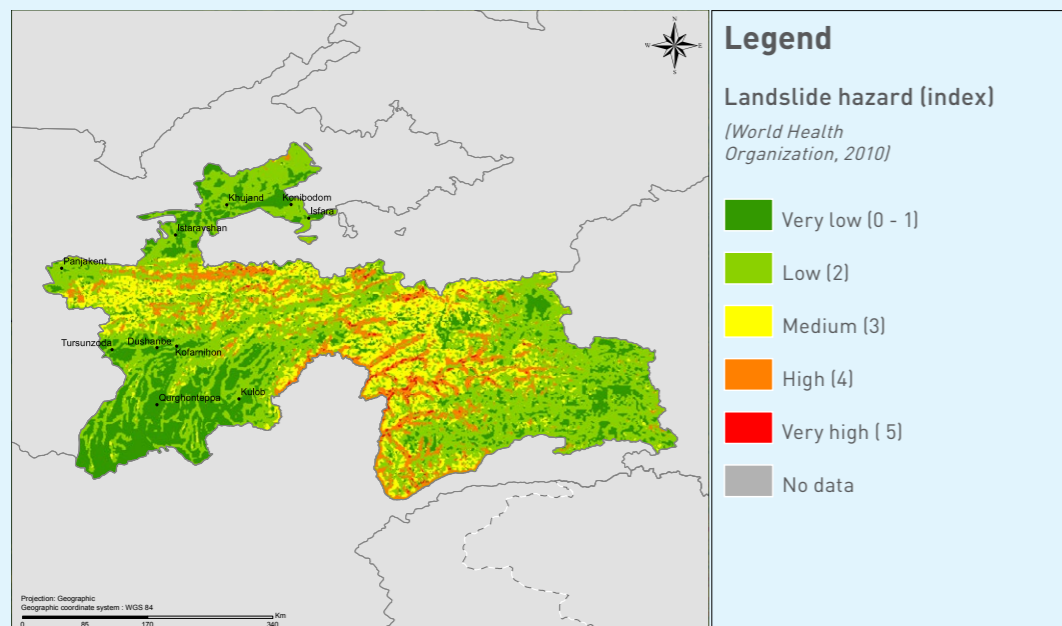 N
W E
S
Khujand
Konibodom
Isfara
Istaravshan
Panjakent
Tursunzoda
Dushanbe
Kofarnihon
Qurghonteppa
Kulob
Projection: Geographic
Geographic coordinate system : WGS 84
Km
0 85 170 340
Legend
Landslide hazard (index)
(World Health
Organization, 2010)
Very low (0 - 1)
Low (2)
Medium (3)
High (4)
Very high ( 5)
No data